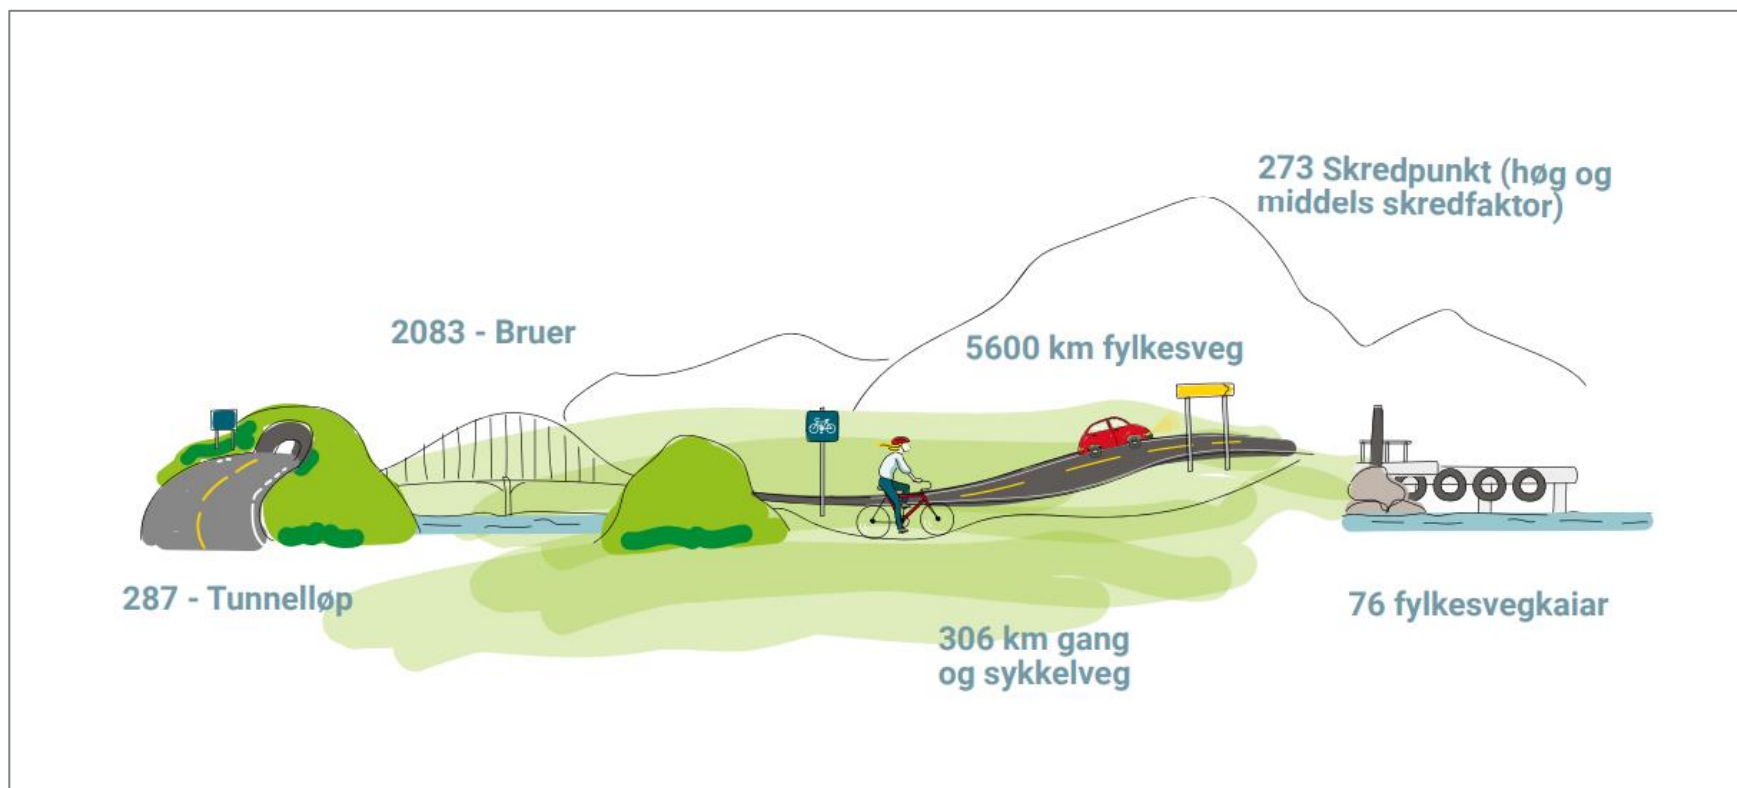 273 Skredpunkt (høg og
middels skredfaktor)
2083 - Bruer
5600 km fylkesveg
287 - Tunnelløp
76 fylkesvegkaiar
306 km gang
og sykkelveg